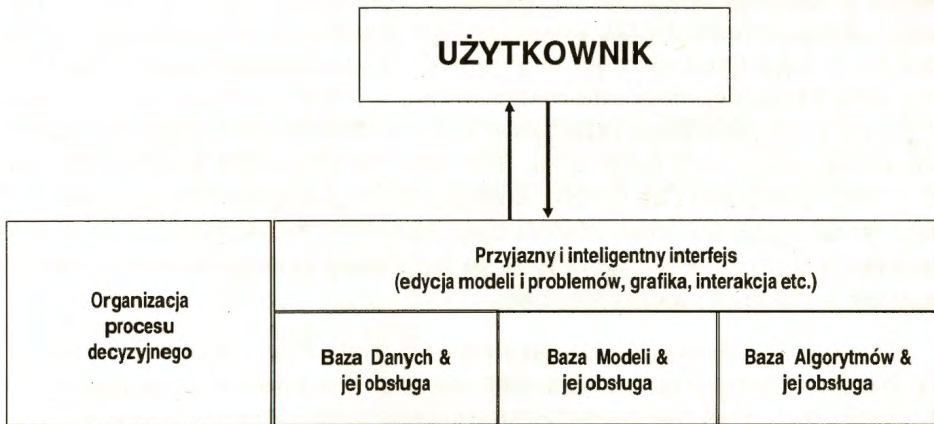 UŻYTKOWNIK
Przyjazny i inteligentny interfejs
(edycja modeli i problemów, grafika, interakcja etc.)
Organizacja
procesu
decyzyjnego
Baza Danych &
jej obsługa
Baza Modeli &
jej obsługa
Baza Algorytmów &
jej obsługa